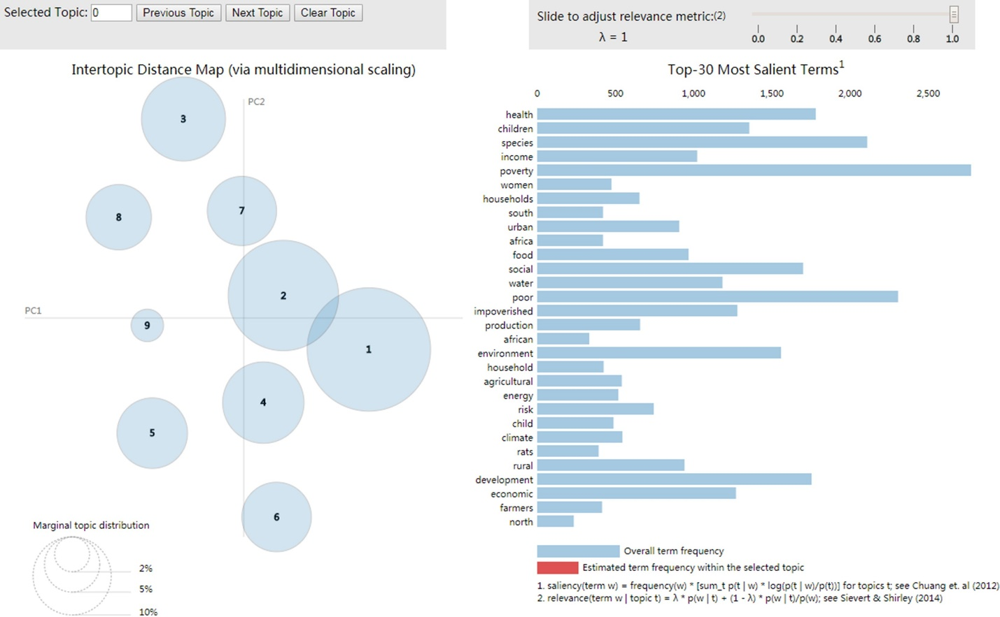 Selected Topic: 0 Previous Topic Next Topic Clear Topic
Slide to adjust relevance metric:(2)
λ = 1
0.0 0.2 0.4 0.6 0.8 1.0
Intertopic Distance Map (via multidimensional scaling)
PC2
PC1
3
7
8
2
9
1
4
5
6
Marginal topic distribution
2%
5%
10%
Top-30 Most Salient Terms1
0 500 1,000 1,500 2,000 2,500
health
children
species
income
poverty
women
households
south
urban
africa
food
social
water
poor
impoverished
production
african
environment
household
agricultural
energy
risk
child
climate
rats
rural
development
economic
farmers
north
Overall term frequency
Estimated term frequency within the selected topic
1. saliency(term w) = frequency(w) * [sum_t p(t | w) * log(p(t | w)/p(t))] for topics t; see Chuang et. al (2012)
2. relevance(term w | topic t) = λ * p(w | t) + (1 - λ) * p(w | t)/p(w); see Sievert & Shirley (2014)